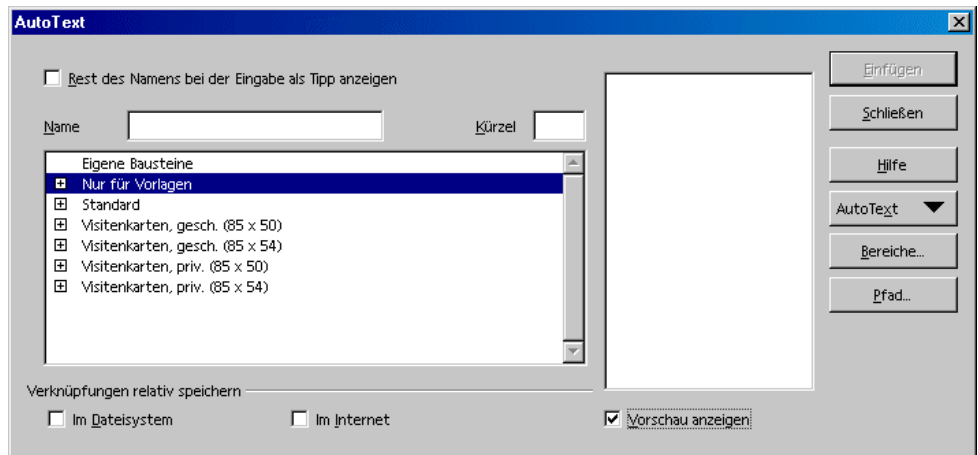 AutoText
Rest des Namens bei der Eingabe als Tipp anzeigen
Name
Kürzel
Eigene Bausteine
Nur für Vorlagen
Standard
Visitenkarten, gesch. (85 x 50)
Visitenkarten, gesch. (85 x 54)
Visitenkarten, priv. (85 x 50)
Visitenkarten, priv. (85 x 54)
Verknüpfungen relativ speichern
Im Dateisystem
Im Internet
Vorschau anzeigen
Einfügen
Schließen
Hilfe
AutoText
Bereiche...
Pfad...